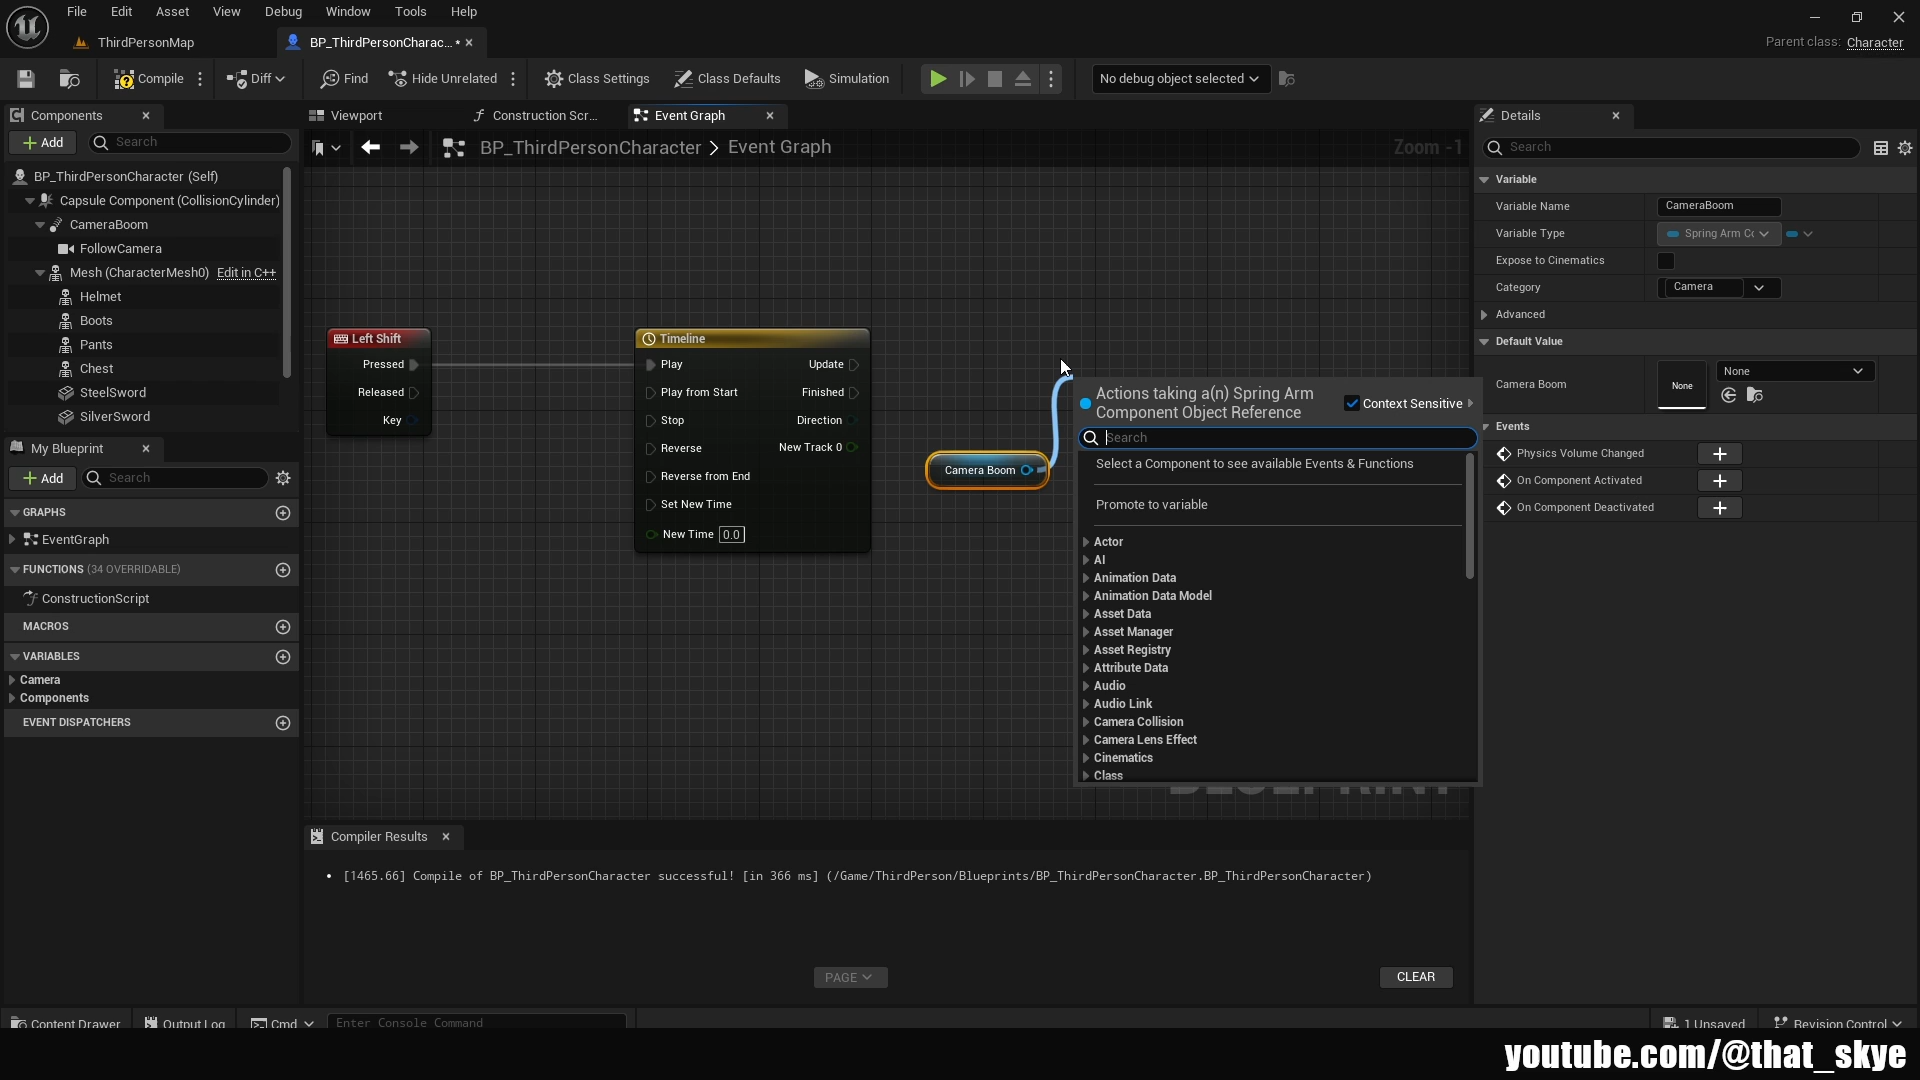 File Edit Asset View Debug Window Tools Help
ThirdPersonMap
BP_ThirdPersonCharac... *
Parent class: Character
Compile
Diff
Find
Hide Unrelated
Class Settings
Class Defaults
Simulation
No debug object selected
Components
Add
Search
BP_ThirdPersonCharacter (Self)
Capsule Component (CollisionCylinder)
CameraBoom
FollowCamera
Mesh (CharacterMesh0) Edit in C++
Helmet
Boots
Pants
Chest
SteelSword
SilverSword
My Blueprint
Add
Search
GRAPHS
EventGraph
FUNCTIONS (34 OVERRIDABLE)
ConstructionScript
MACROS
VARIABLES
Camera
Components
EVENT DISPATCHERS
Viewport
Construction Scr...
Event Graph
BP_ThirdPersonCharacter > Event Graph
Zoom -1
Left Shift
Pressed
Released
Key
Timeline
Play Update
Play from Start Finished
Stop Direction
Reverse New Track 0
Reverse from End
Set New Time
New Time 0.0
Camera Boom
Actions taking a(n) Spring Arm
Component Object Reference
Context Sensitive
Search
Select a Component to see available Events & Functions
Promote to variable
Actor
AI
Animation Data
Animation Data Model
Asset Data
Asset Manager
Asset Registry
Attribute Data
Audio
Audio Link
Camera Collision
Camera Lens Effect
Cinematics
Class
Details
Search
Variable
Variable Name CameraBoom
Variable Type Spring Arm Co
Expose to Cinematics
Category Camera
Advanced
Default Value
Camera Boom None None
Events
Physics Volume Changed
On Component Activated
On Component Deactivated
Compiler Results
[1465.66] Compile of BP_ThirdPersonCharacter successful! [in 366 ms] (/Game/ThirdPerson/Blueprints/BP_ThirdPersonCharacter.BP_ThirdPersonCharacter)
PAGE
CLEAR
Content Drawer
Output Log
Cmd
Enter Console Command
1 Unsaved
Revision Control
youtube.com/@that_skye